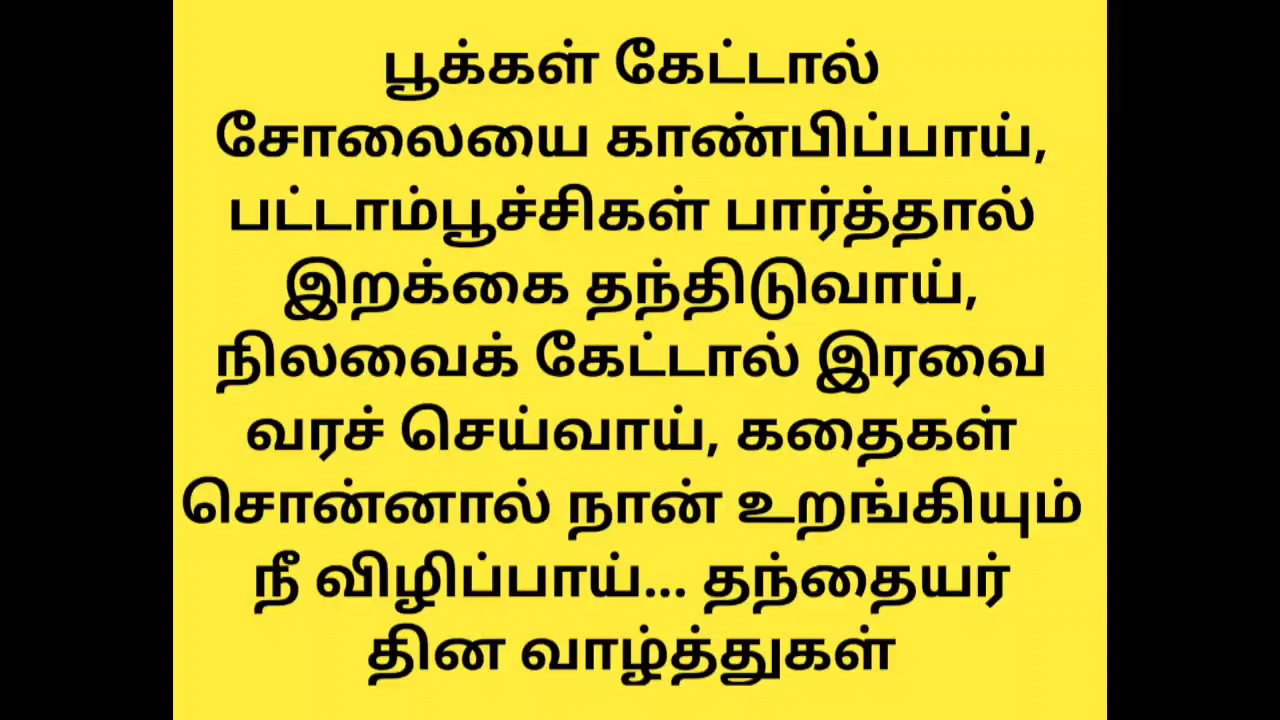 பூக்கள் கேட்டால்
சோலையை காண்பிப்பாய்,
பட்டாம்பூச்சிகள் பார்த்தால்
இறக்கை தந்திடுவாய்,
நிலவைக் கேட்டால் இரவை
வரச் செய்வாய், கதைகள்
சொன்னால் நான் உறங்கியும்
நீ விழிப்பாய்... தந்தையர்
தின வாழ்த்துகள்